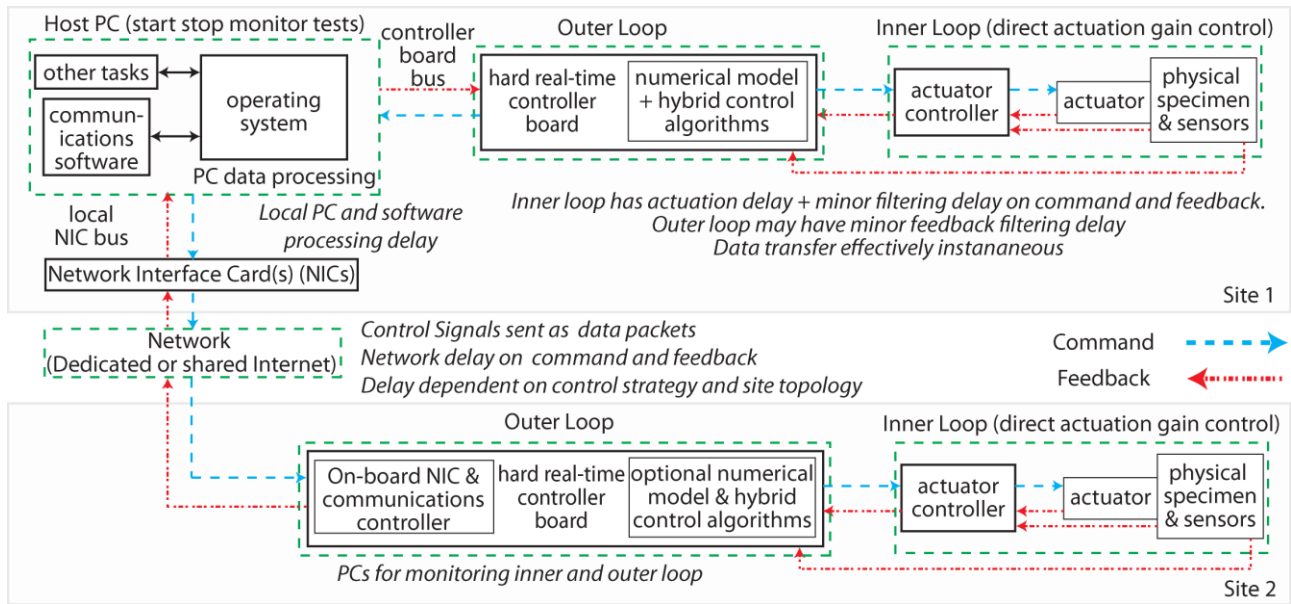 Host PC (start stop monitor tests)
other tasks
commun-
ications
software
operating
system
PC data processing
controller
board
bus
Outer Loop
hard real-time
controller
board
numerical model
+ hybrid control
algorithms
Inner Loop (direct actuation gain control)
actuator
controller
actuator
physical
specimen
& sensors
local
NIC bus
Local PC and software
processing delay
Inner loop has actuation delay + minor filtering delay on command and feedback.
Outer loop may have minor feedback filtering delay
Data transfer effectively instananeous
Network Interface Card(s) (NICs)
Site 1
Network
(Dedicated or shared Internet)
Control Signals sent as data packets
Network delay on command and feedback
Delay dependent on control strategy and site topology
Command
Feedback
Outer Loop
On-board NIC &
communications
controller
hard real-time
controller
board
optional numerical
model & hybrid
control algorithms
Inner Loop (direct actuation gain control)
actuator
controller
actuator
physical
specimen
& sensors
PCs for monitoring inner and outer loop
Site 2